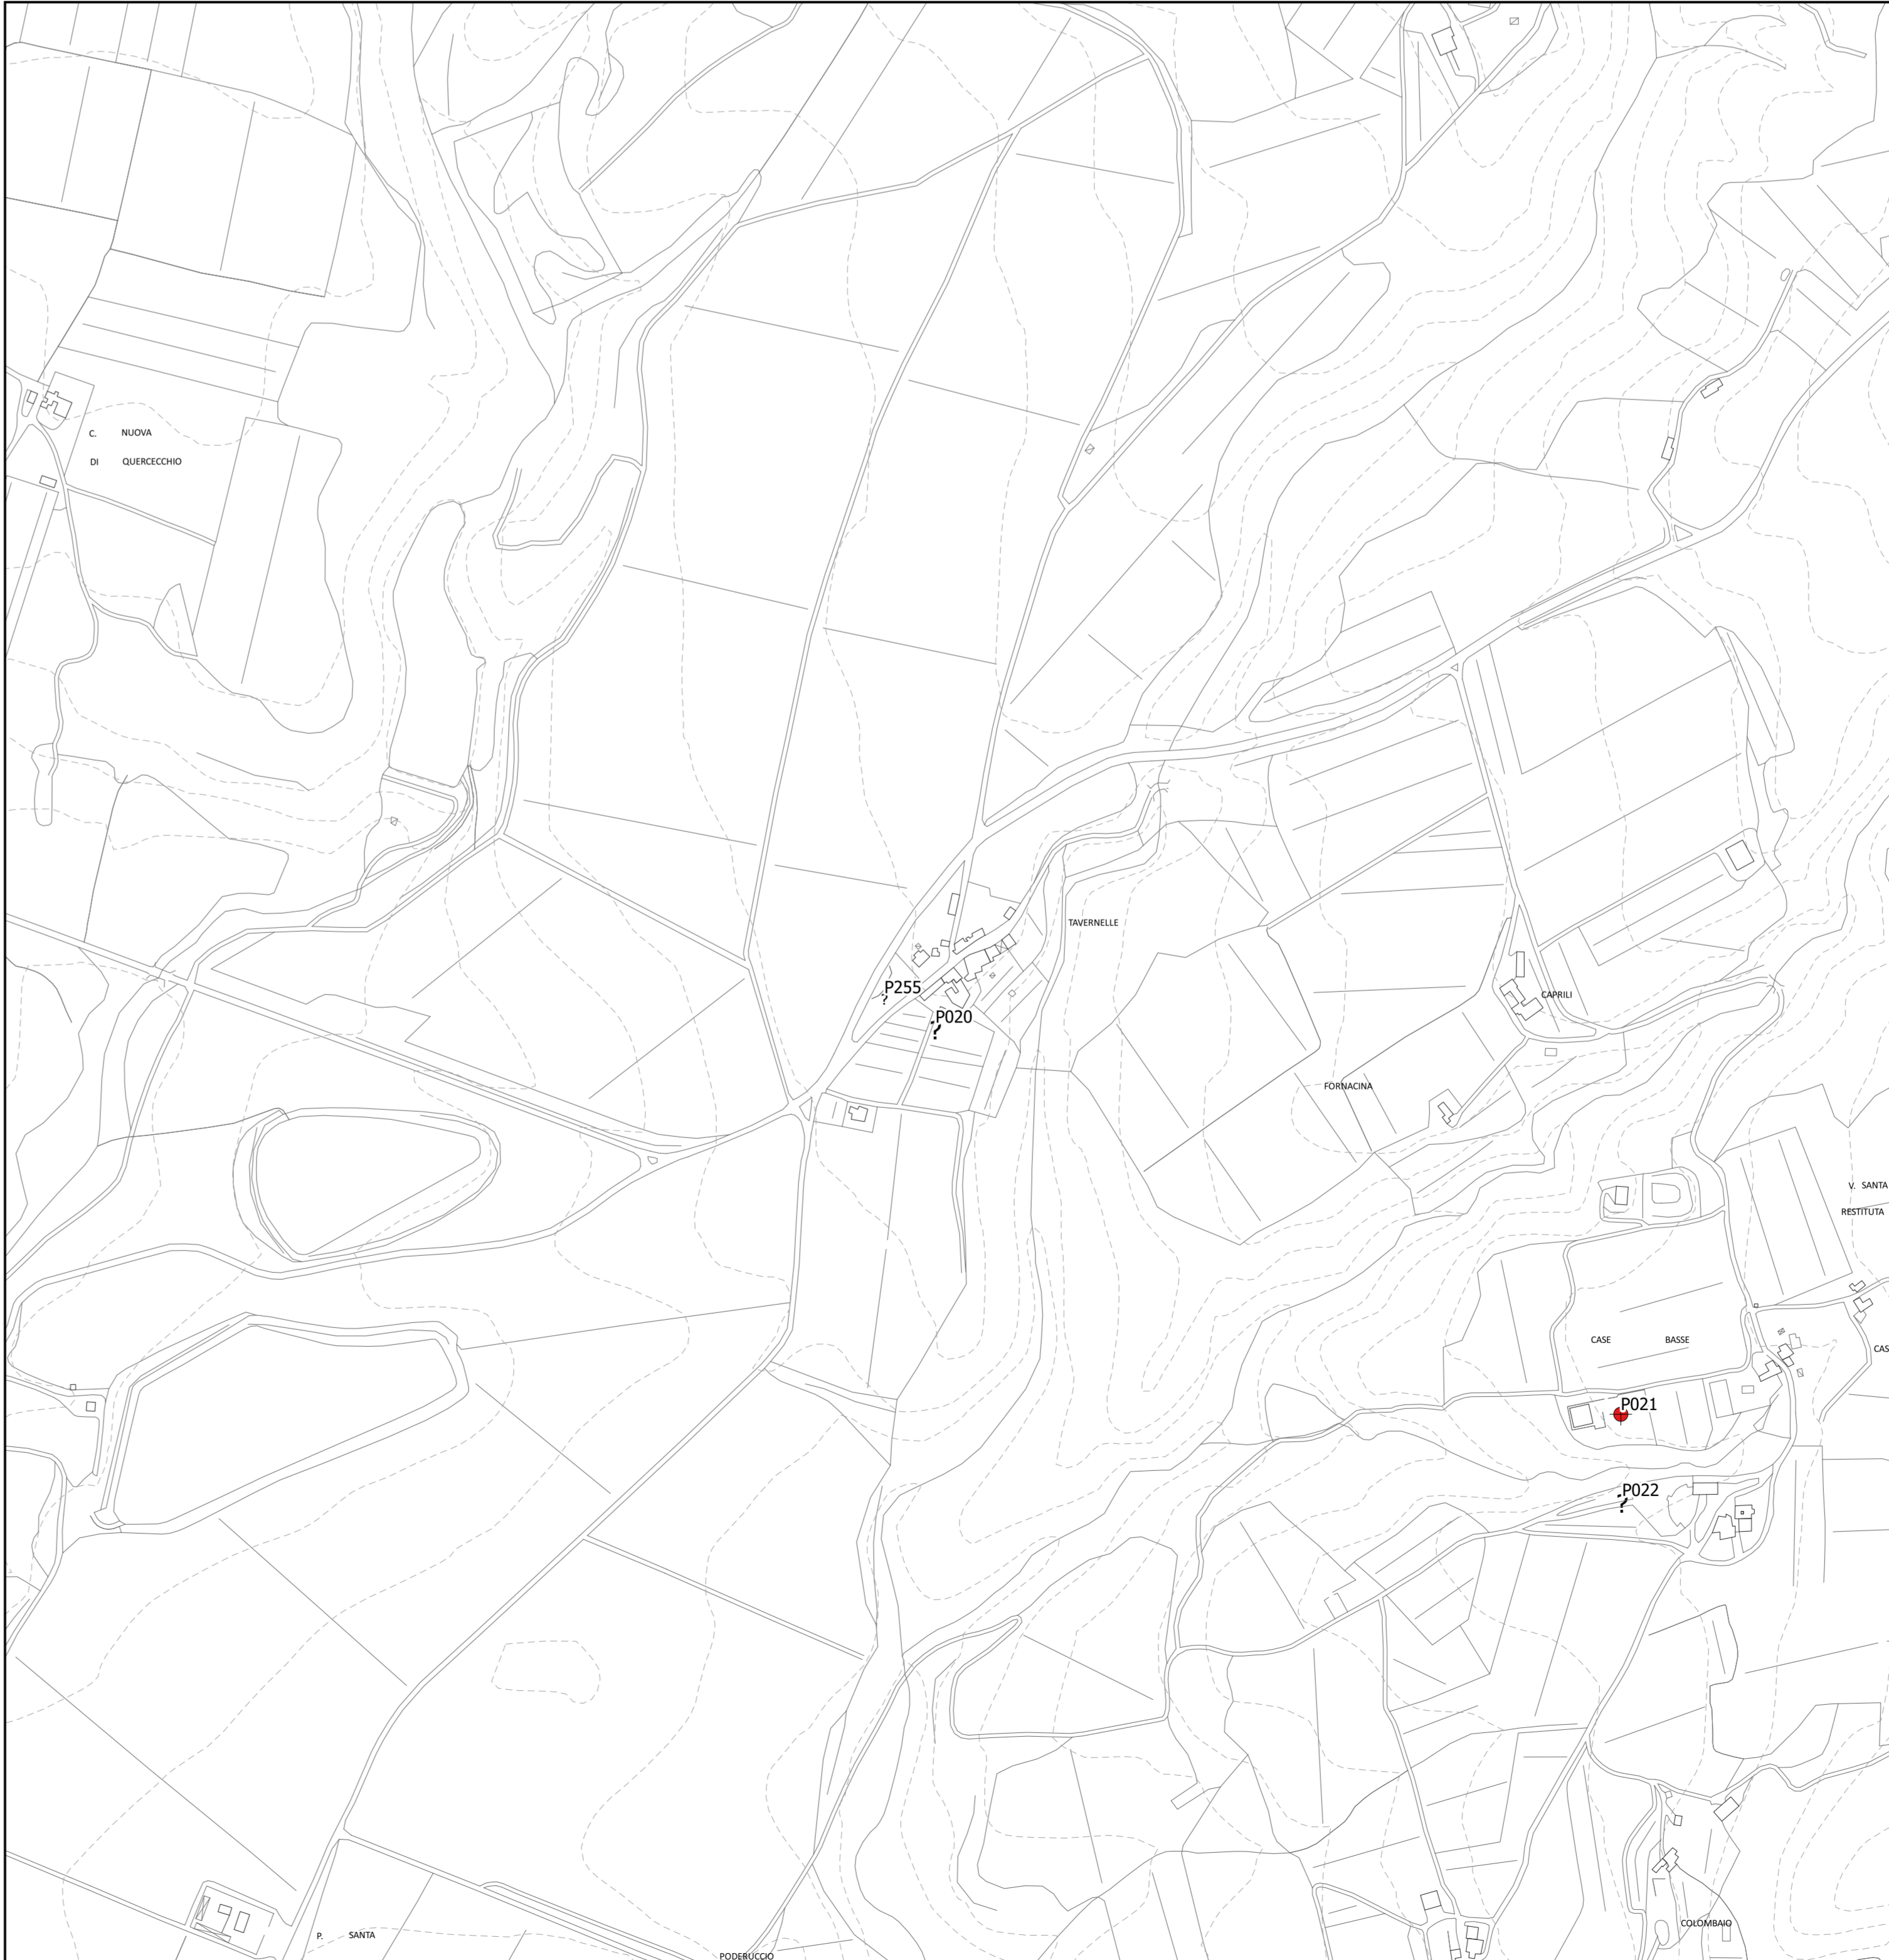 C. NUOVA
DI QUERCECCHIO
TAVERNELLE
P255
?
CAPRILI
P020
?
FORNACINA
V. SANTA
RESTITUTA
CASE BASSE
CAS
P021
P022
?
COLOMBAIO
P. SANTA
PODERUCCIO